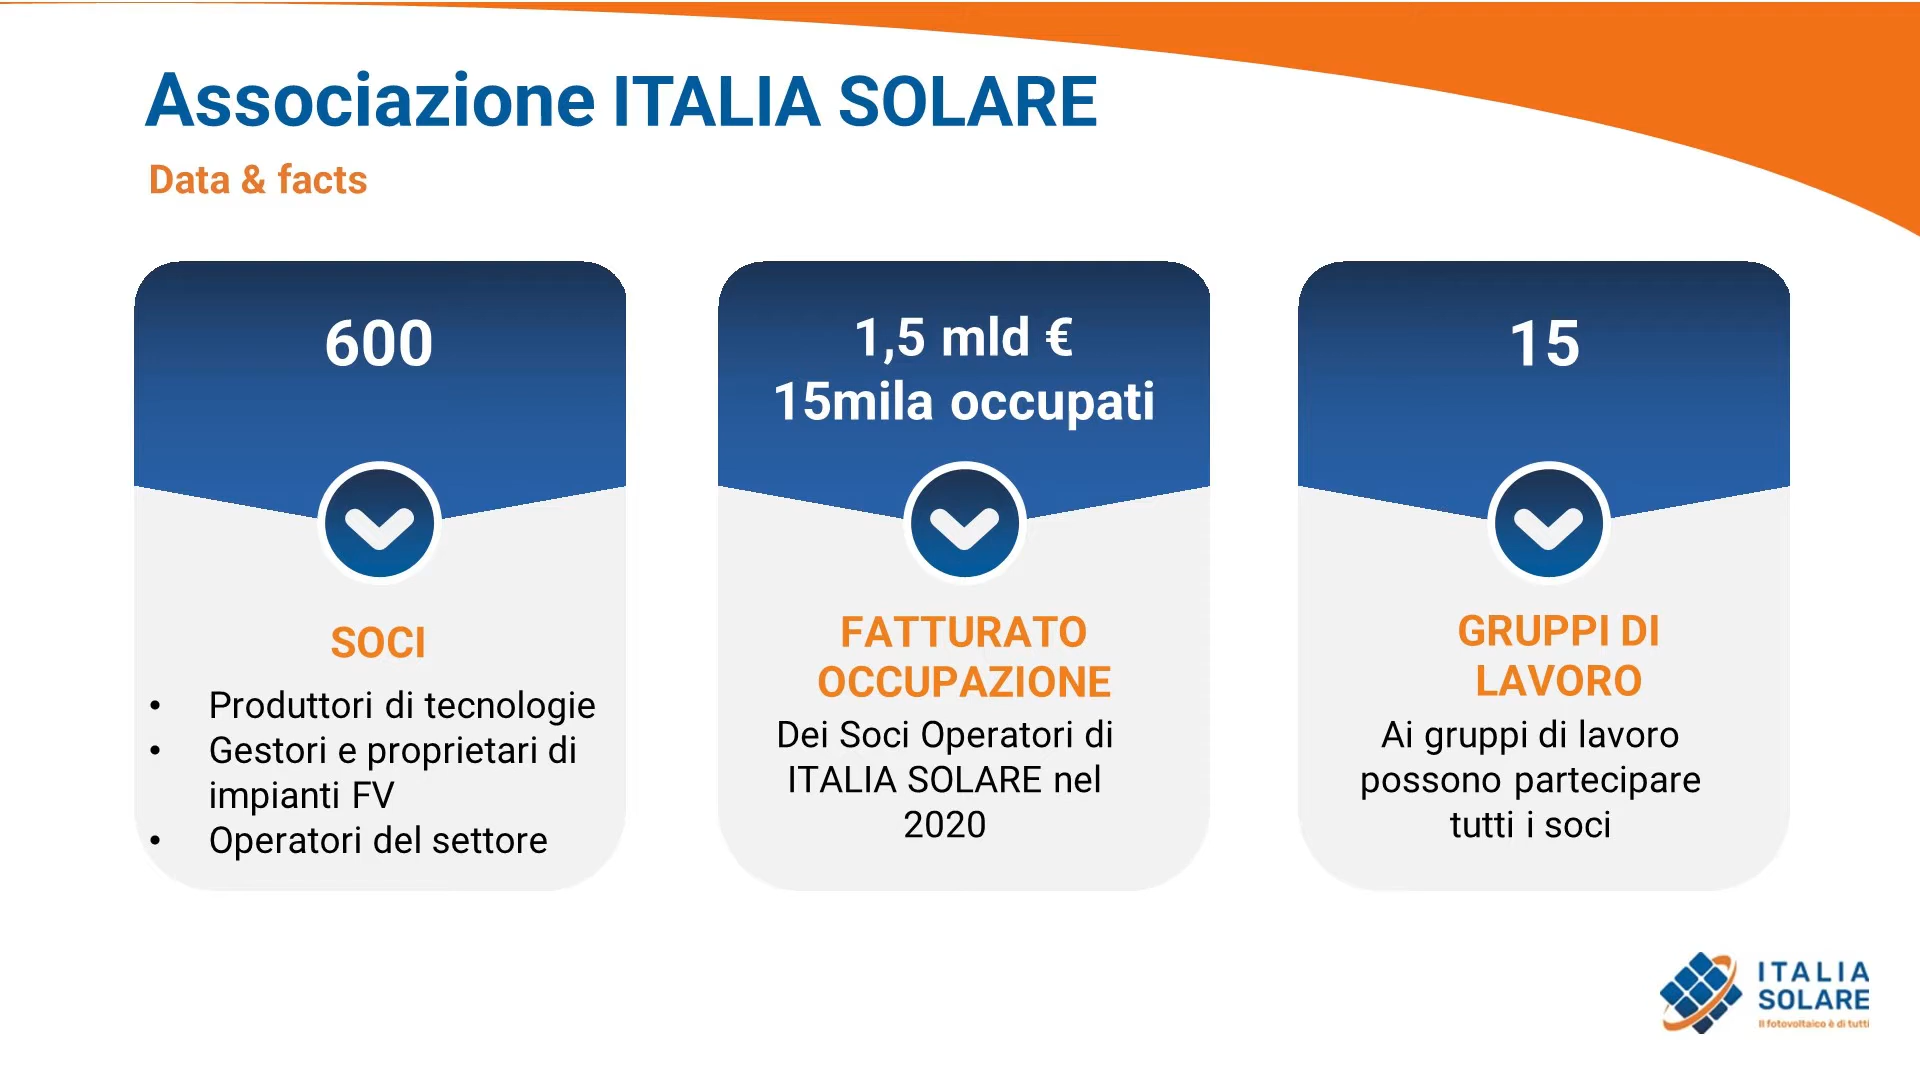 Associazione ITALIA SOLARE
Data & facts
600
SOCI
• Produttori di tecnologie
• Gestori e proprietari di
impianti FV
• Operatori del settore
1,5 mld €
15mila occupati
FATTURATO
OCCUPAZIONE
Dei Soci Operatori di
ITALIA SOLARE nel
2020
15
GRUPPI DI
LAVORO
Ai gruppi di lavoro
possono partecipare
tutti i soci
ITALIA
SOLARE
Il fotovoltaico è di tutti